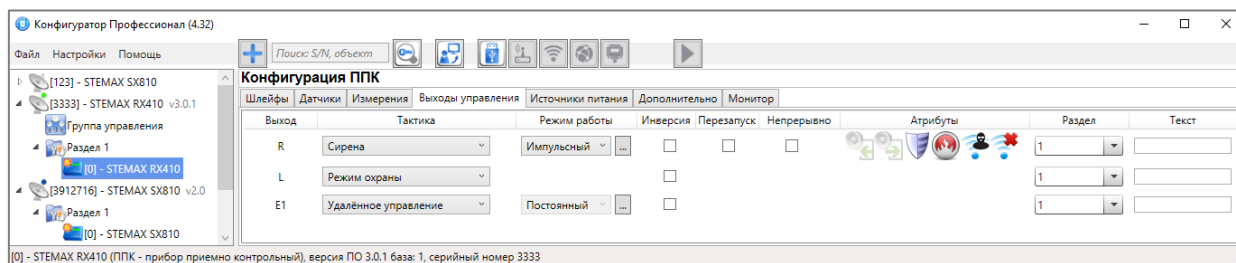 Конфигуратор Профессионал (4.32)
Файл Настройки Помощь
Поиск: S/N, объект
[123] - STEMAX SX810
[3333] - STEMAX RX410 v3.0.1
Группа управления
Раздел 1
[0] - STEMAX RX410
[3912716] - STEMAX SX810 v2.0
Раздел 1
[0] - STEMAX SX810
Конфигурация ППК
Шлейфы Датчики Измерения Выходы управления Источники питания Дополнительно Монитор
Выход Тактика Режим работы Инверсия Перезапуск Непрерывно Атрибуты Раздел Текст
R Сирена Импульсный ... 1
L Режим охраны 1
E1 Удалённое управление Постоянный ... 1
[0] - STEMAX RX410 (ППК - прибор приемно контрольный), версия ПО 3.0.1 база: 1, серийный номер 3333